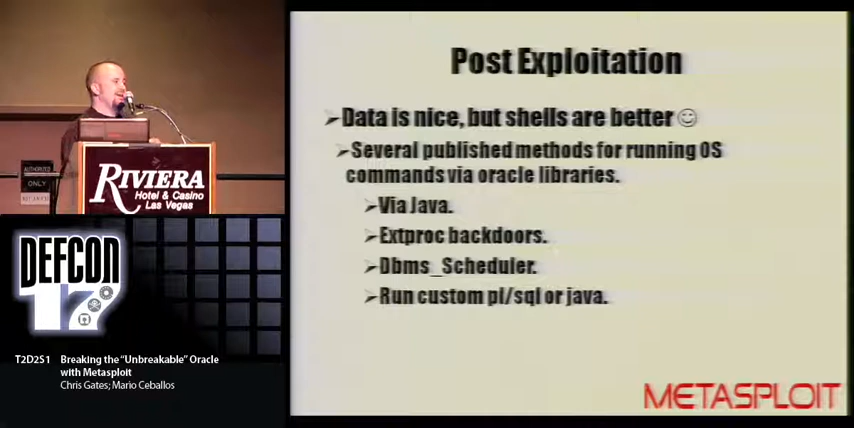 Post Exploitation
➢Data is nice, but shells are better ☺
➢Several published methods for running OS
commands via oracle libraries.
➢Via Java.
➢Extproc backdoors.
➢Dbms_Scheduler.
➢Run custom pl/sql or java.
METASPLOIT
AUTHORIZED
ONLY
RIVIERA
Hotel & Casino
Las Vegas
DEFCON
17
T2D2S1 Breaking the "Unbreakable" Oracle
with Metasploit
Chris Gates; Mario Ceballos